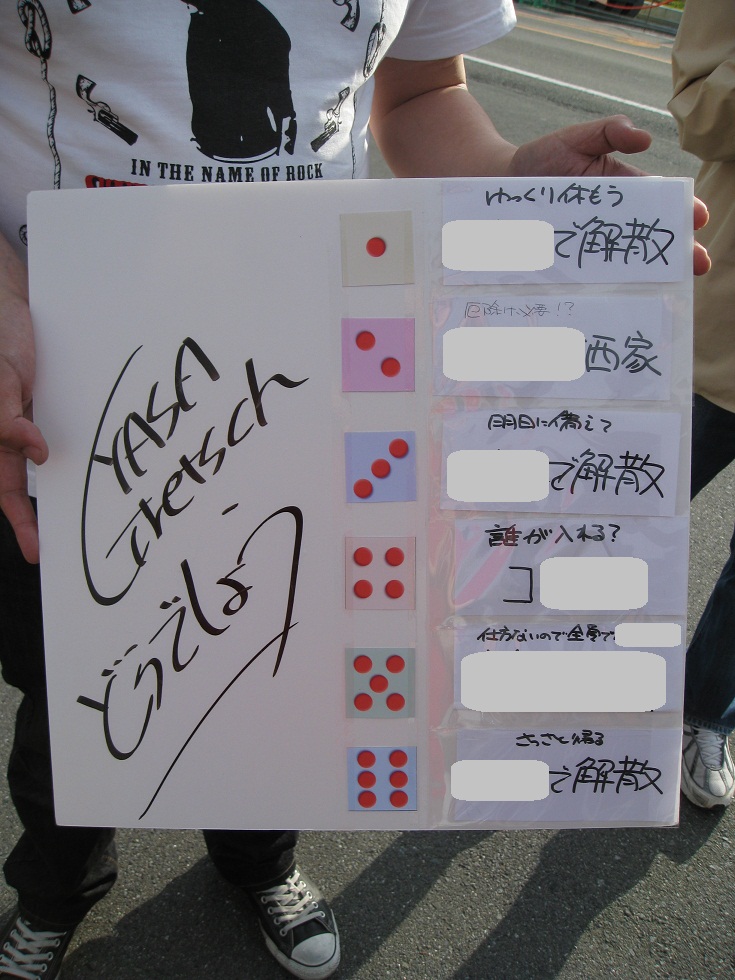 IN THE NAME OF ROCK
YASA
Gretsch
どうでしょう
ゆっくり休もう
で解散
厄除け必要!?
酒家
明日に備えて
で解散
誰が入れる?
コ
仕方ないので全員で
さっさと帰る
で解散